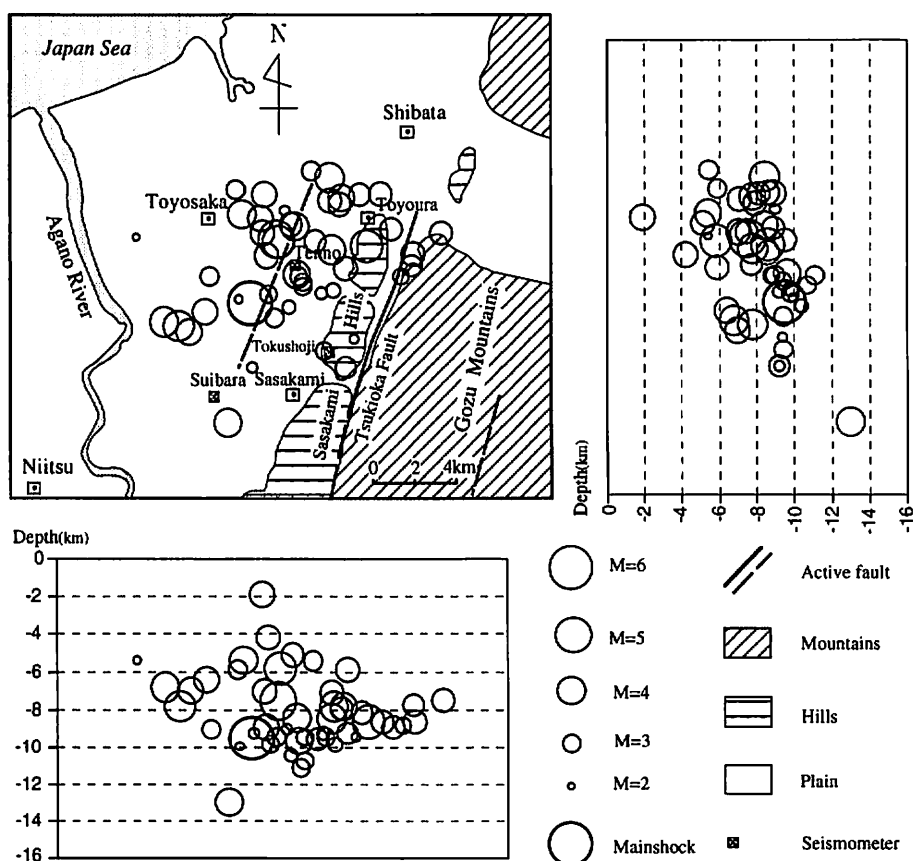 Japan Sea
N
Shibata
Toyosaka
Toyoura
Agano River
Tenno
Hills
Tokushoji
Suibara
Sasakami
Sasakami
Tsukioka Fault
Gozu Mountains
Niitsu
0 2 4km
Depth(km)
0 -2 -4 -6 -8 -10 -12 -14 -16
Depth(km)
0
-2
-4
-6
-8
-10
-12
-14
-16
M=6
M=5
M=4
M=3
M=2
Mainshock
Active fault
Mountains
Hills
Plain
Seismometer